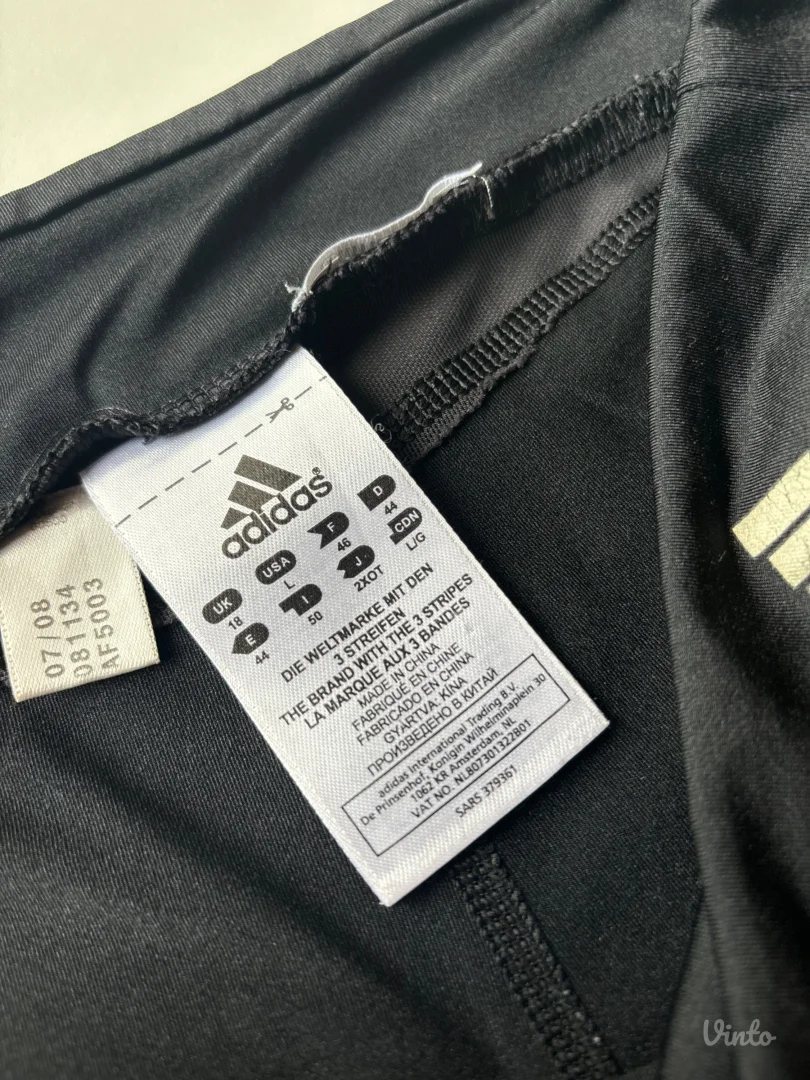 adidas®
UK
18
USA
L
F
46
D
44
E
44
I
50
J
2XOT
CDN
L/G
DIE WELTMARKE MIT DEN
3 STREIFEN
THE BRAND WITH THE 3 STRIPES
LA MARQUE AUX 3 BANDES
MADE IN CHINA
FABRIQUÉ EN CHINE
FABRICADO EN CHINA
GYÁRTVA: KÍNA
ПРОИЗВЕДЕНО В КИТАЙ
adidas International Trading B.V.
De Prinsenhof, Konigin Wilhelminaplein 30
1062 KR Amsterdam, NL
VAT NO. NL807301322B01
SARS 379361
07/08
081134
AF5003
Vinto